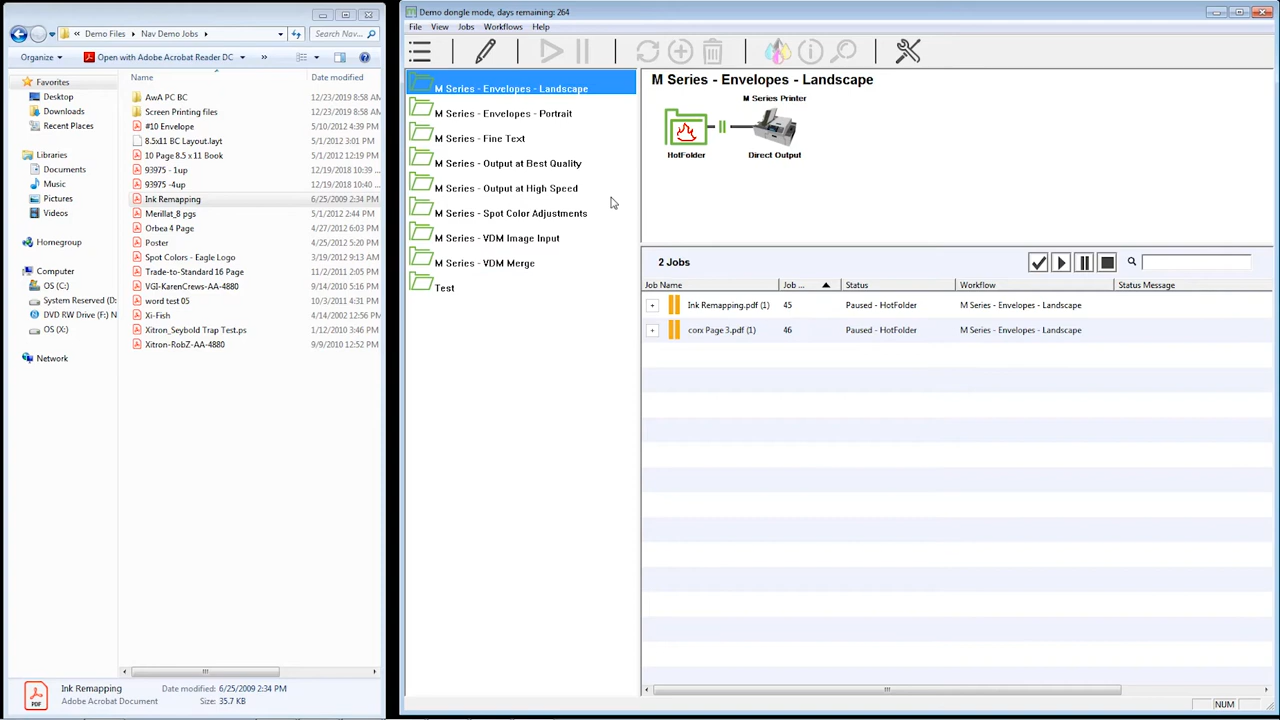 Demo Files ▸ Nav Demo Jobs ▸
Search Nav...
Organize ▾ Open with Adobe Acrobat Reader DC ▾ »
Favorites
Desktop
Downloads
Recent Places
Libraries
Documents
Music
Pictures
Videos
Homegroup
Computer
OS (C:)
System Reserved (D:
DVD RW Drive (F:) N
OS (X:)
Network
Name Date modified
AwA PC BC 12/23/2019 8:58 AM
Screen Printing files 12/23/2019 8:58 AM
#10 Envelope 5/10/2012 4:39 PM
8.5x11 BC Layout.layt 5/1/2012 3:01 PM
10 Page 8.5 x 11 Book 5/1/2012 12:19 PM
93975 - 1up 12/19/2018 10:39
93975 -4up 12/19/2018 10:40
Ink Remapping 6/25/2009 2:34 PM
Merillat_8 pgs 5/1/2012 2:44 PM
Orbea 4 Page 4/27/2012 6:03 PM
Poster 4/25/2012 5:20 PM
Spot Colors - Eagle Logo 3/19/2012 9:13 AM
Trade-to-Standard 16 Page 11/2/2011 2:05 PM
VGI-KarenCrews-AA-4880 9/24/2010 5:16 PM
word test 05 10/3/2011 4:31 PM
Xi-Fish 4/14/2002 12:56 PM
Xitron_Seybold Trap Test.ps 1/12/2010 3:46 PM
Xitron-RobZ-AA-4880 9/9/2010 12:52 PM
Ink Remapping Date modified: 6/25/2009 2:34 PM
Adobe Acrobat Document Size: 35.7 KB
PDF
Demo dongle mode, days remaining: 264
File View Jobs Workflows Help
M Series - Envelopes - Landscape
M Series - Envelopes - Portrait
M Series - Fine Text
M Series - Output at Best Quality
M Series - Output at High Speed
M Series - Spot Color Adjustments
M Series - VDM Image Input
M Series - VDM Merge
Test
M Series - Envelopes - Landscape
M Series Printer
HotFolder Direct Output
2 Jobs
Job Name Job ... Status Workflow Status Message
Ink Remapping.pdf (1) 45 Paused - HotFolder M Series - Envelopes - Landscape
corx Page 3.pdf (1) 46 Paused - HotFolder M Series - Envelopes - Landscape
NUM